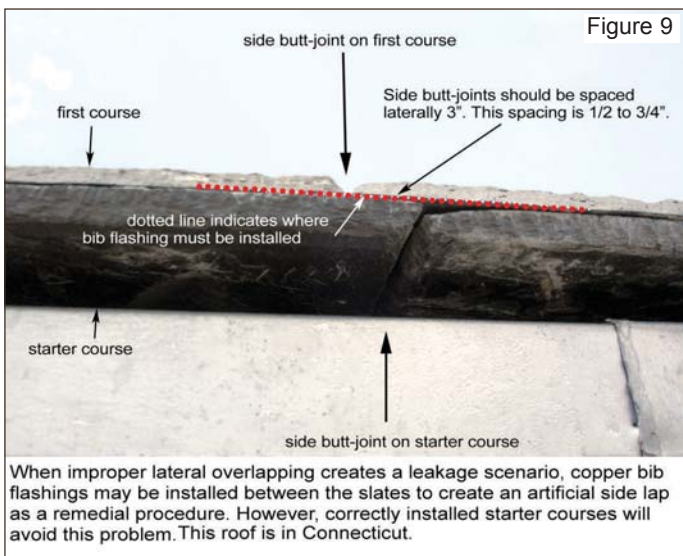 Figure 9
side butt-joint on first course
first course
Side butt-joints should be spaced
laterally 3". This spacing is 1/2 to 3/4".
dotted line indicates where
bib flashing must be installed
starter course
side butt-joint on starter course
When improper lateral overlapping creates a leakage scenario, copper bib
flashings may be installed between the slates to create an artificial side lap
as a remedial procedure. However, correctly installed starter courses will
avoid this problem. This roof is in Connecticut.